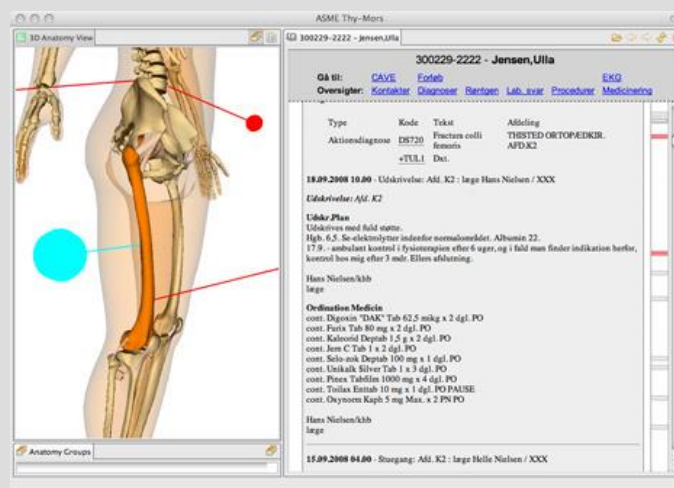 ASME Thy-Mors
3D Anatomy View
300229-2222 - Jensen,Ulla
300229-2222 - Jensen,Ulla
Gå til: CAVE Forløb EKG
Oversigter: Kontakter Diagnoser Røntgen Lab. svar Procedurer Medicinering
Type Kode Tekst Afdeling
Aktionsdiagnose DS720 Fractura colli femoris THISTED ORTOPÆDKIR. AFD.K2
+TUL1 Dxt.
18.09.2008 10.00 - Udskrivelse: Afd. K2 : læge Hans Nielsen / XXX
Udskrivelse: Afd. K2
Udskr.Plan
Udskrives med fuld støtte.
Hgb. 6,5. Se-elektrolytter indenfor normalområdet. Albumin 22.
17.9. - ambulant kontrol i fysioterapien efter 6 uger, og i fald man finder indikation herfor,
kontrol hos mig efter 3 mdr. Ellers afslutning.
Hans Nielsen/khb
læge
Ordination Medicin
cont. Digoxin "DAK" Tab 62,5 mikg x 2 dgl. PO
cont. Furix Tab 80 mg x 2 dgl. PO
cont. Kaleorid Deptab 1,5 g x 2 dgl. PO
cont. Jern C Tab 1 x 2 dgl. PO
cont. Selo-zok Deptab 100 mg x 1 dgl. PO
cont. Unikalk Silver Tab 1 x 3 dgl. PO
cont. Pinex Tabfilm 1000 mg x 4 dgl. PO
cont. Toilax Enttab 10 mg x 1 dgl. PO PAUSE
cont. Oxynorm Kaph 5 mg Max. x 2 PN PO
Hans Nielsen/khb
læge
15.09.2008 04.00 - Stuegang: Afd. K2 : læge Helle Nielsen / XXX
Anatomy Groups